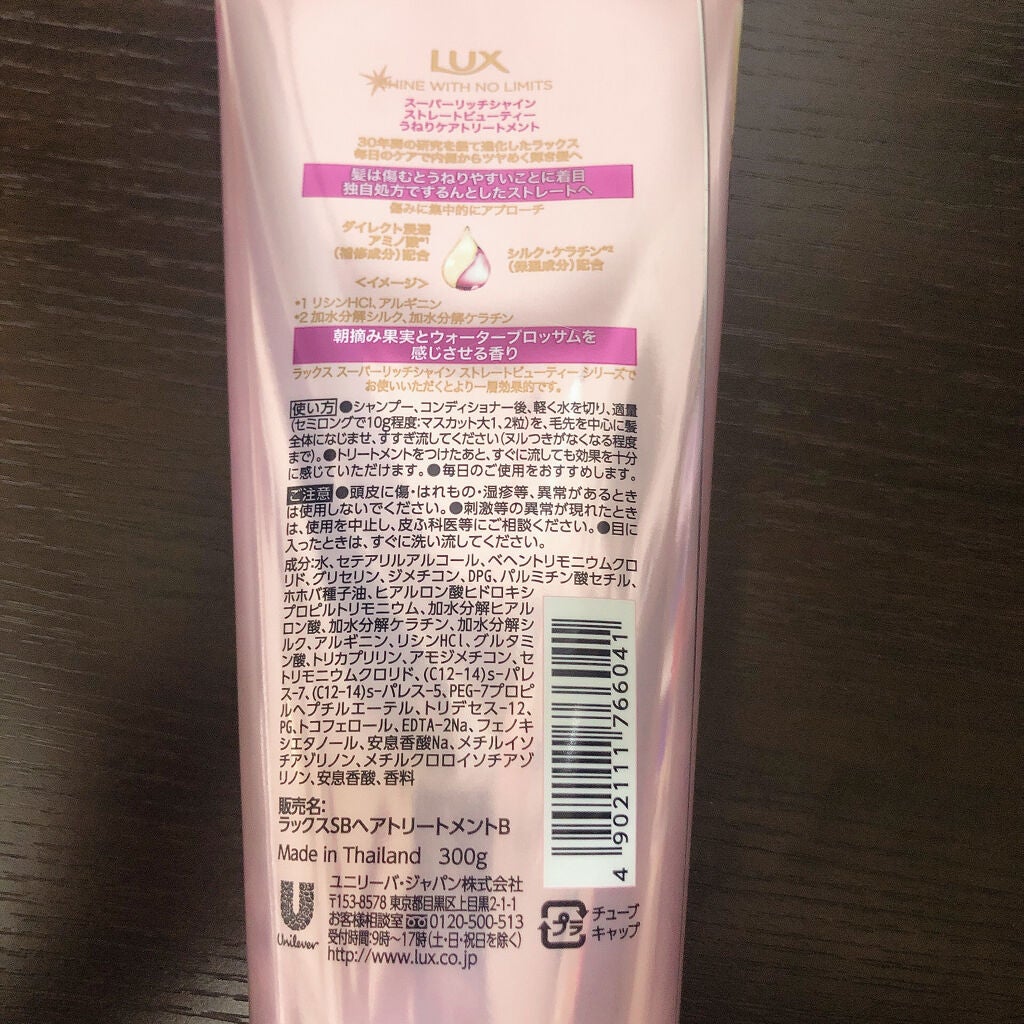 LUX
SHINE WITH NO LIMITS
スーパーリッチシャイン
ストレートビューティー
うねりケアトリートメント
30年間の研究を経て進化したラックス
毎日のケアで内側からツヤめく輝き髪へ
髪は傷むとうねりやすいことに着目
独自処方でするんとしたストレートへ
傷みに集中的にアプローチ
ダイレクト浸透
アミノ酸*1
(補修成分)配合
シルク・ケラチン*2
(保湿成分)配合
<イメージ>
*1 リシンHCl、アルギニン
*2 加水分解シルク、加水分解ケラチン
朝摘み果実とウォーターブロッサムを
感じさせる香り
ラックス スーパーリッチシャイン ストレートビューティー シリーズで
お使いいただくとより一層効果的です。
使い方 ●シャンプー、コンディショナー後、軽く水を切り、適量
(セミロングで10g程度:マスカット大1、2粒)を、毛先を中心に髪
全体になじませ、すすぎ流してください(ヌルつきがなくなる程度
まで)。●トリートメントをつけたあと、すぐに流しても効果を十分
に感じていただけます。●毎日のご使用をおすすめします。
ご注意 ●頭皮に傷・はれもの・湿疹等、異常があるとき
は使用しないでください。●刺激等の異常が現れたとき
は、使用を中止し、皮ふ科医等にご相談ください。●目に
入ったときは、すぐに洗い流してください。
成分:水、セテアリルアルコール、ベヘントリモニウムクロ
リド、グリセリン、ジメチコン、DPG、パルミチン酸セチル、
ホホバ種子油、ヒアルロン酸ヒドロキシ
プロピルトリモニウム、加水分解ヒアル
ロン酸、加水分解ケラチン、加水分解シ
ルク、アルギニン、リシンHCl、グルタミ
ン酸、トリカプリリン、アモジメチコン、セ
トリモニウムクロリド、(C12-14)s-パレ
ス-7、(C12-14)s-パレス-5、PEG-7プロピ
ルヘプチルエーテル、トリデセス-12、
PG、トコフェロール、EDTA-2Na、フェノキ
シエタノール、安息香酸Na、メチルイソ
チアゾリノン、メチルクロロイソチアゾ
リノン、安息香酸、香料
4 902111 766041
販売名:
ラックスSBヘアトリートメントB
Made in Thailand 300g
Unilever
ユニリーバ・ジャパン株式会社
〒153-8578 東京都目黒区上目黒2-1-1
お客様相談室 0120-500-513
受付時間:9時~17時(土・日・祝日を除く)
http://www.lux.co.jp
プラ
チューブ
キャップ